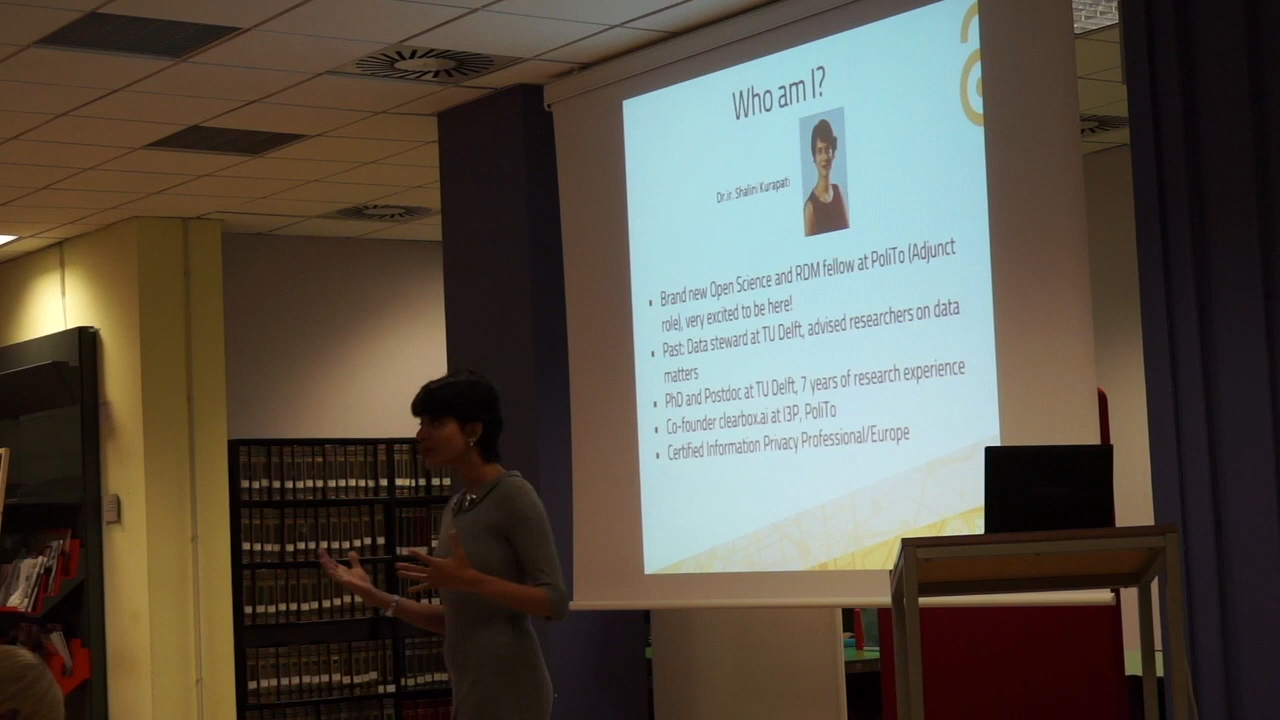 Who am I?
Dr.ir. Shalini Kurapati
▪ Brand new Open Science and RDM fellow at PoliTo (Adjunct
role), very excited to be here!
▪ Past: Data steward at TU Delft, advised researchers on data
matters
▪ PhD and Postdoc at TU Delft, 7 years of research experience
▪ Co-founder clearbox.ai at I3P, PoliTo
▪ Certified Information Privacy Professional/Europe